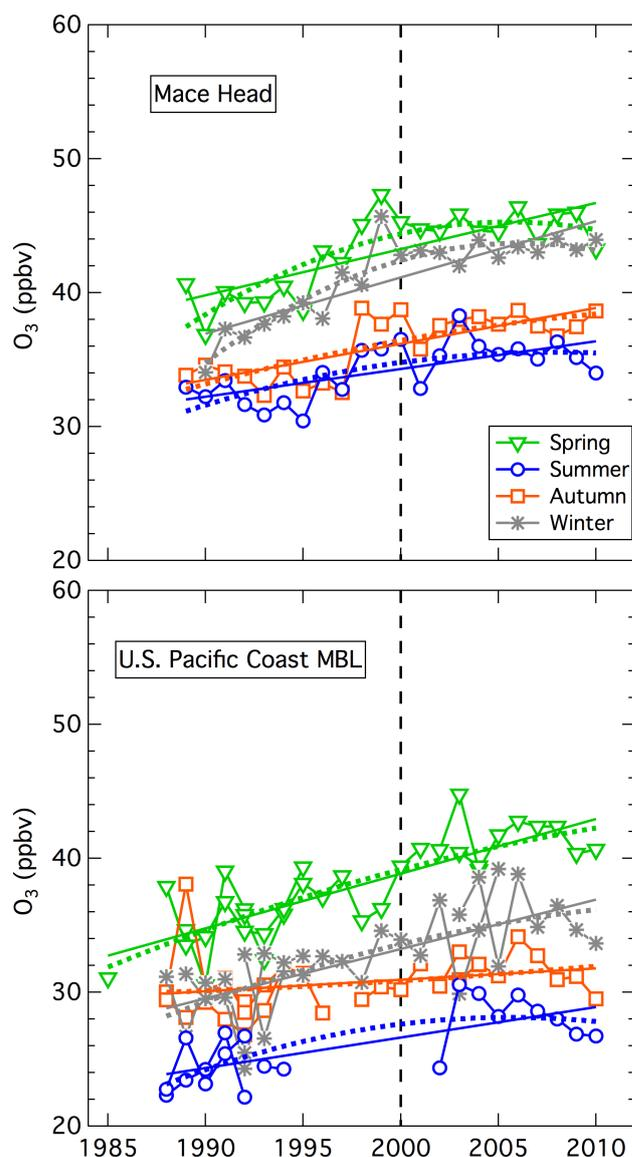 60
Mace Head
50
O3 (ppbv)
40
30
Spring
Summer
Autumn
Winter
20
60
U.S. Pacific Coast MBL
50
O3 (ppbv)
40
30
20
1985 1990 1995 2000 2005 2010